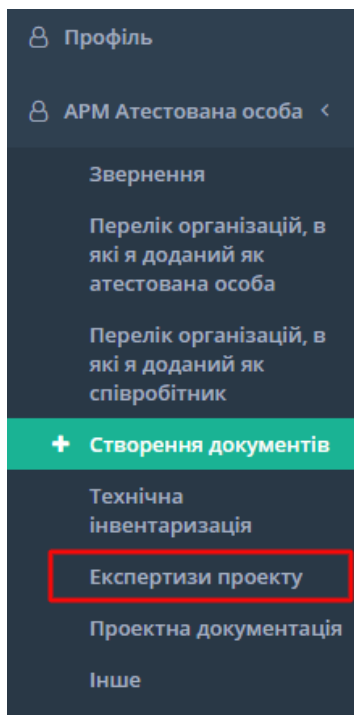 Профіль
АРМ Атестована особа
Звернення
Перелік організацій, в
які я доданий як
атестована особа
Перелік організацій, в
які я доданий як
співробітник
Створення документів
Технічна
інвентаризація
Експертизи проекту
Проектна документація
Інше